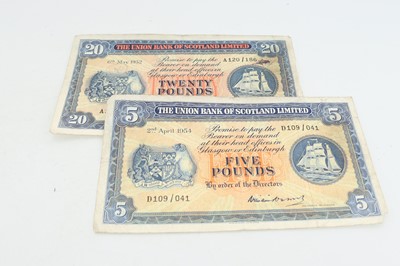 20 THE UNION BANK OF SCOTLAND LIMITED 20
Promise to pay the
Bearer on demand
at their head offices in
Glasgow or Edinburgh
TWENTY
POUNDS
20
5 THE UNION BANK OF SCOTLAND LIMITED 5
2nd April 1954 Promise to pay the D109/041
Bearer on demand
at their head offices in
Glasgow or Edinburgh
FIVE
POUNDS
By order of the Directors
5 D109/041 5